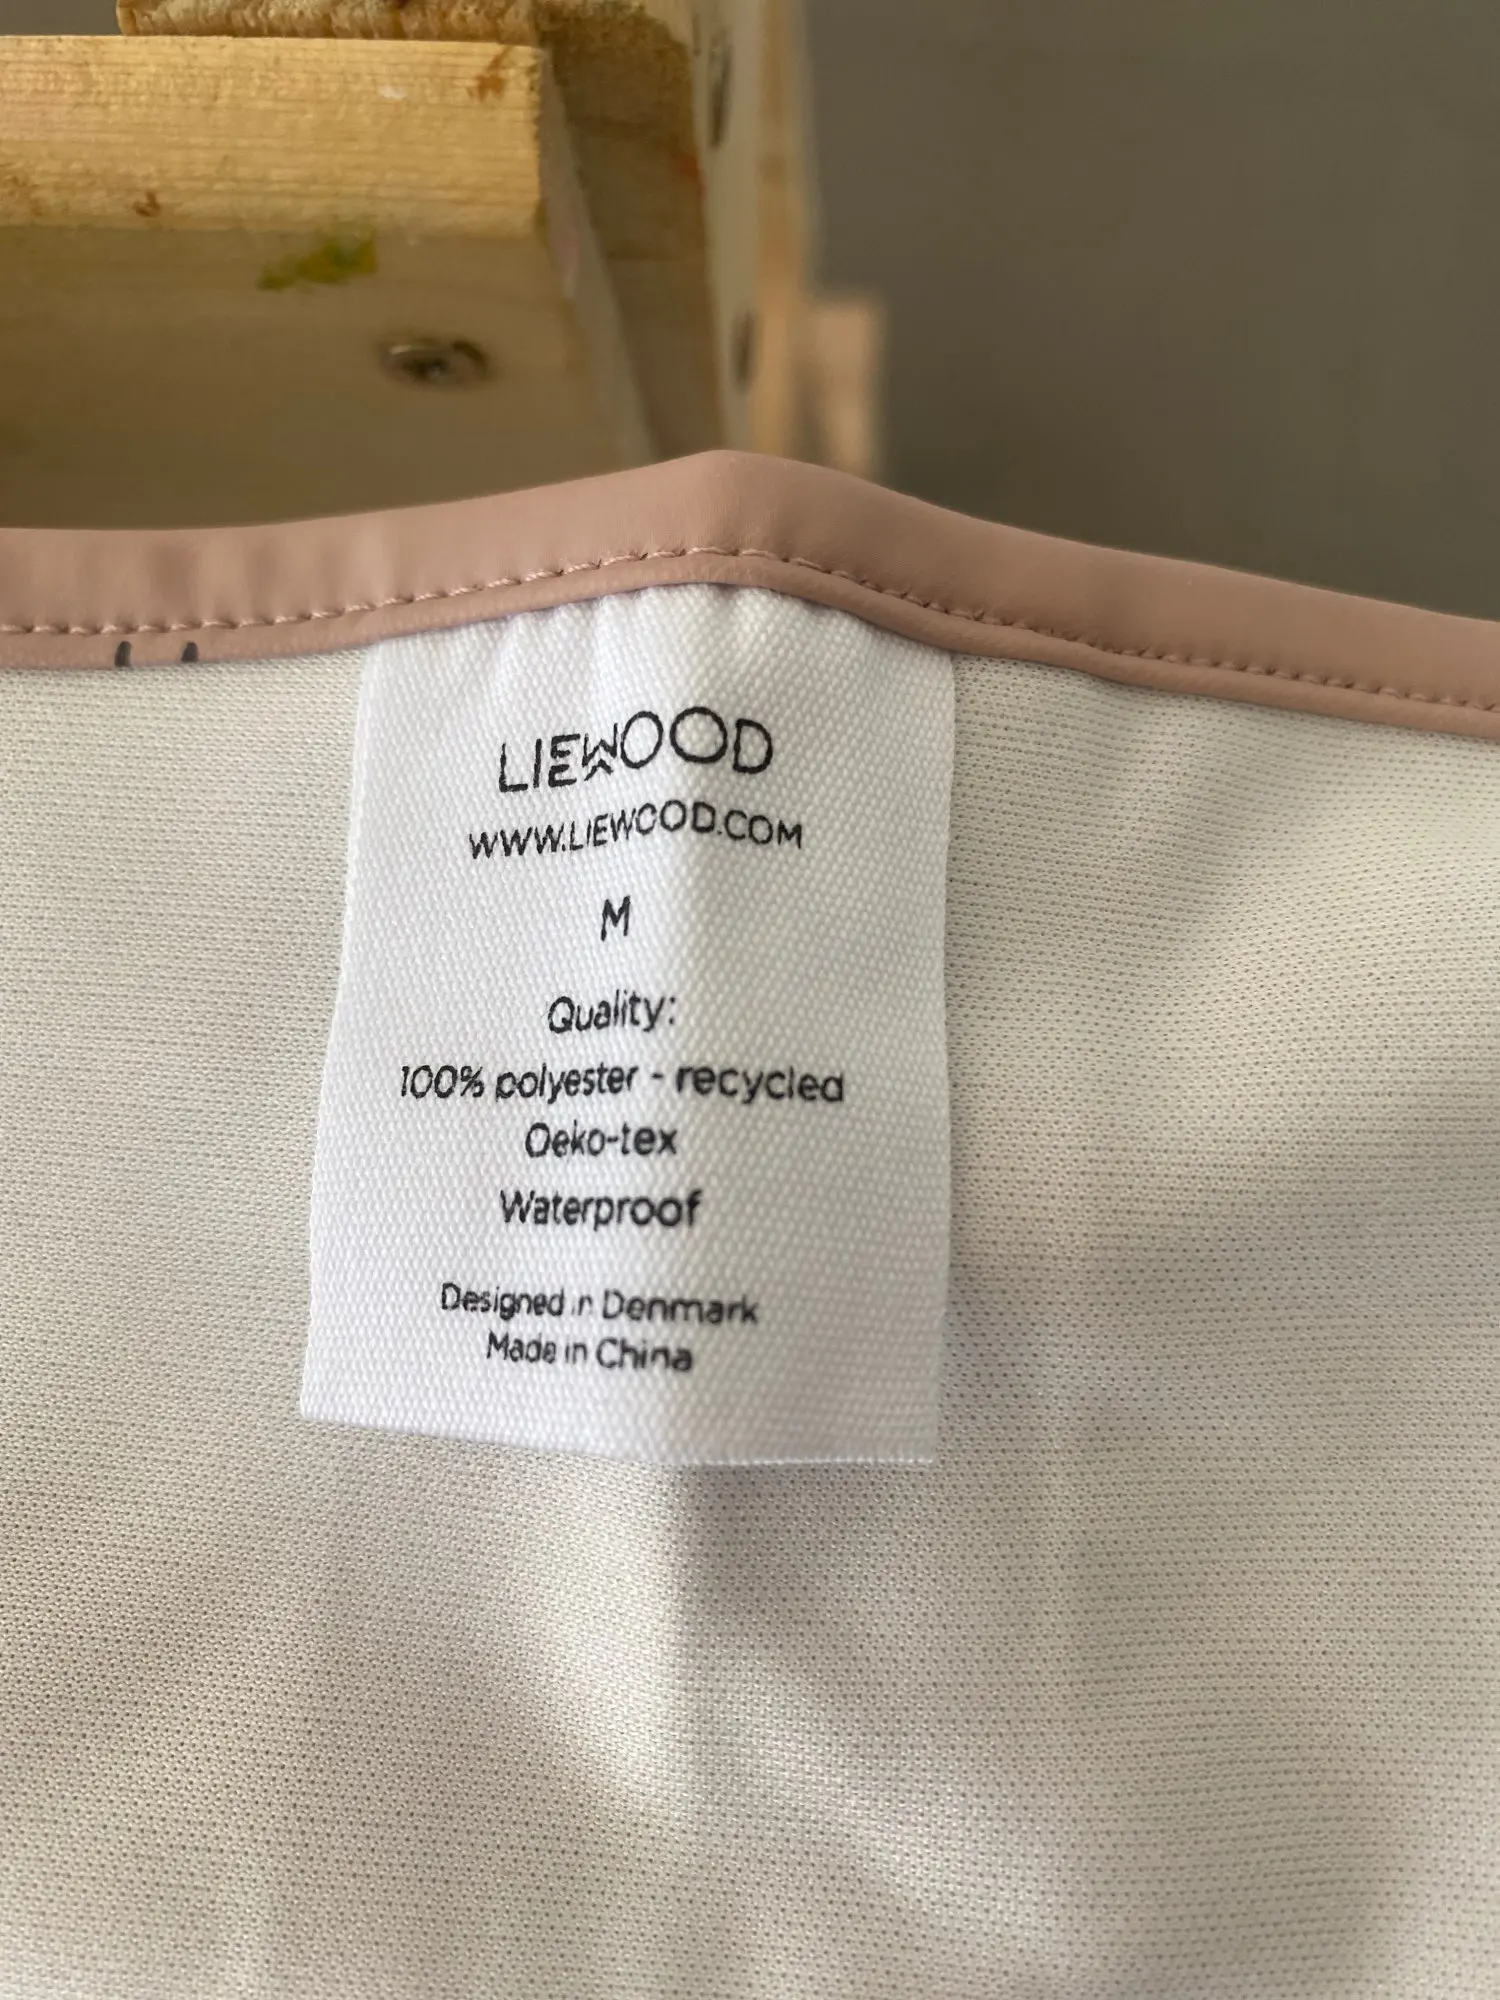 LIEWOOD
WWW.LIEWOOD.COM
M
Quality:
100% polyester - recycled
Oeko-tex
Waterproof
Designed in Denmark
Made in China